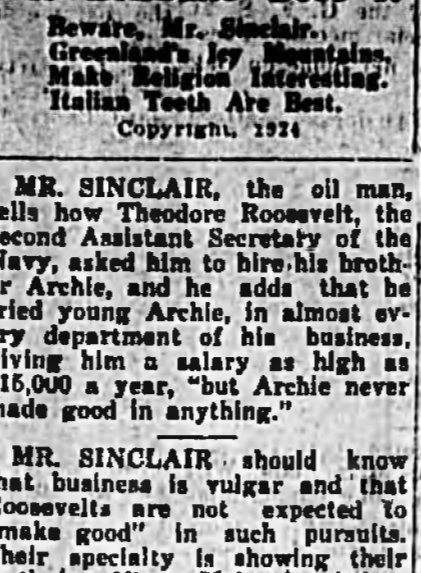 Beware, Mr. Sinclair.
Greenland's Icy Mountains.
Make Religion Interesting.
Italian Teeth Are Best.
Copyright, 1924
MR. SINCLAIR, the oil man,
ells how Theodore Roosevelt, the
econd Assistant Secretary of the
Navy, asked him to hire his broth-
r Archie, and he adds that he
ried young Archie, in almost ev-
ry department of his business,
iving him a salary as high as
15,000 a year, "but Archie never
made good in anything."
MR. SINCLAIR should know
hat business is vulgar and that
Roosevelts are not expected to
make good" in such pursuits.
Their specialty is showing their